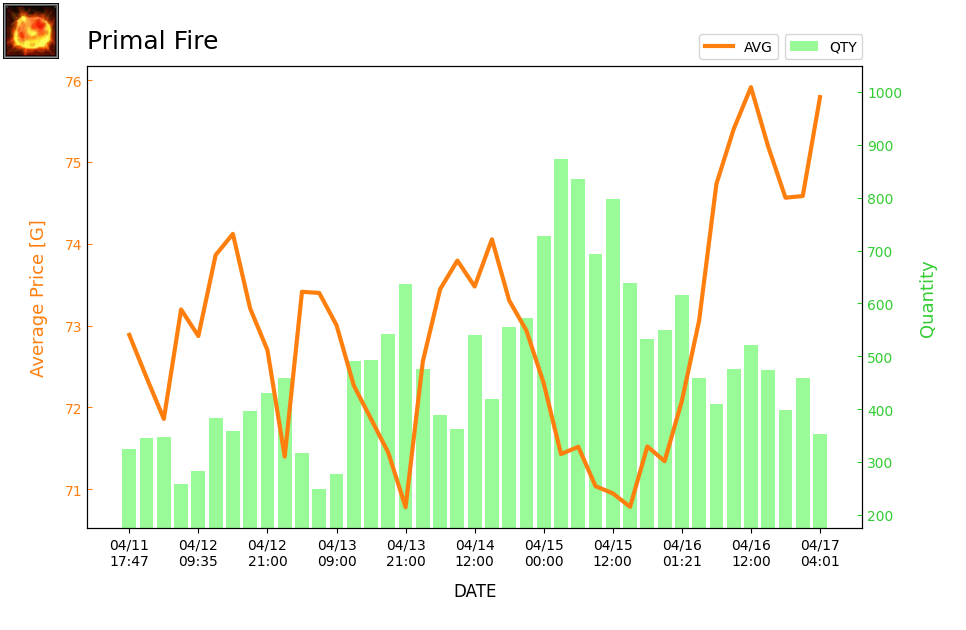 Primal Fire
AVG
QTY
76
75
74
73
72
71
Average Price [G]
1000
900
800
700
600
500
400
300
200
Quantity
04/11 04/12 04/12 04/13 04/13 04/14 04/15 04/15 04/16 04/16 04/17
17:47 09:35 21:00 09:00 21:00 12:00 00:00 12:00 01:21 12:00 04:01
DATE